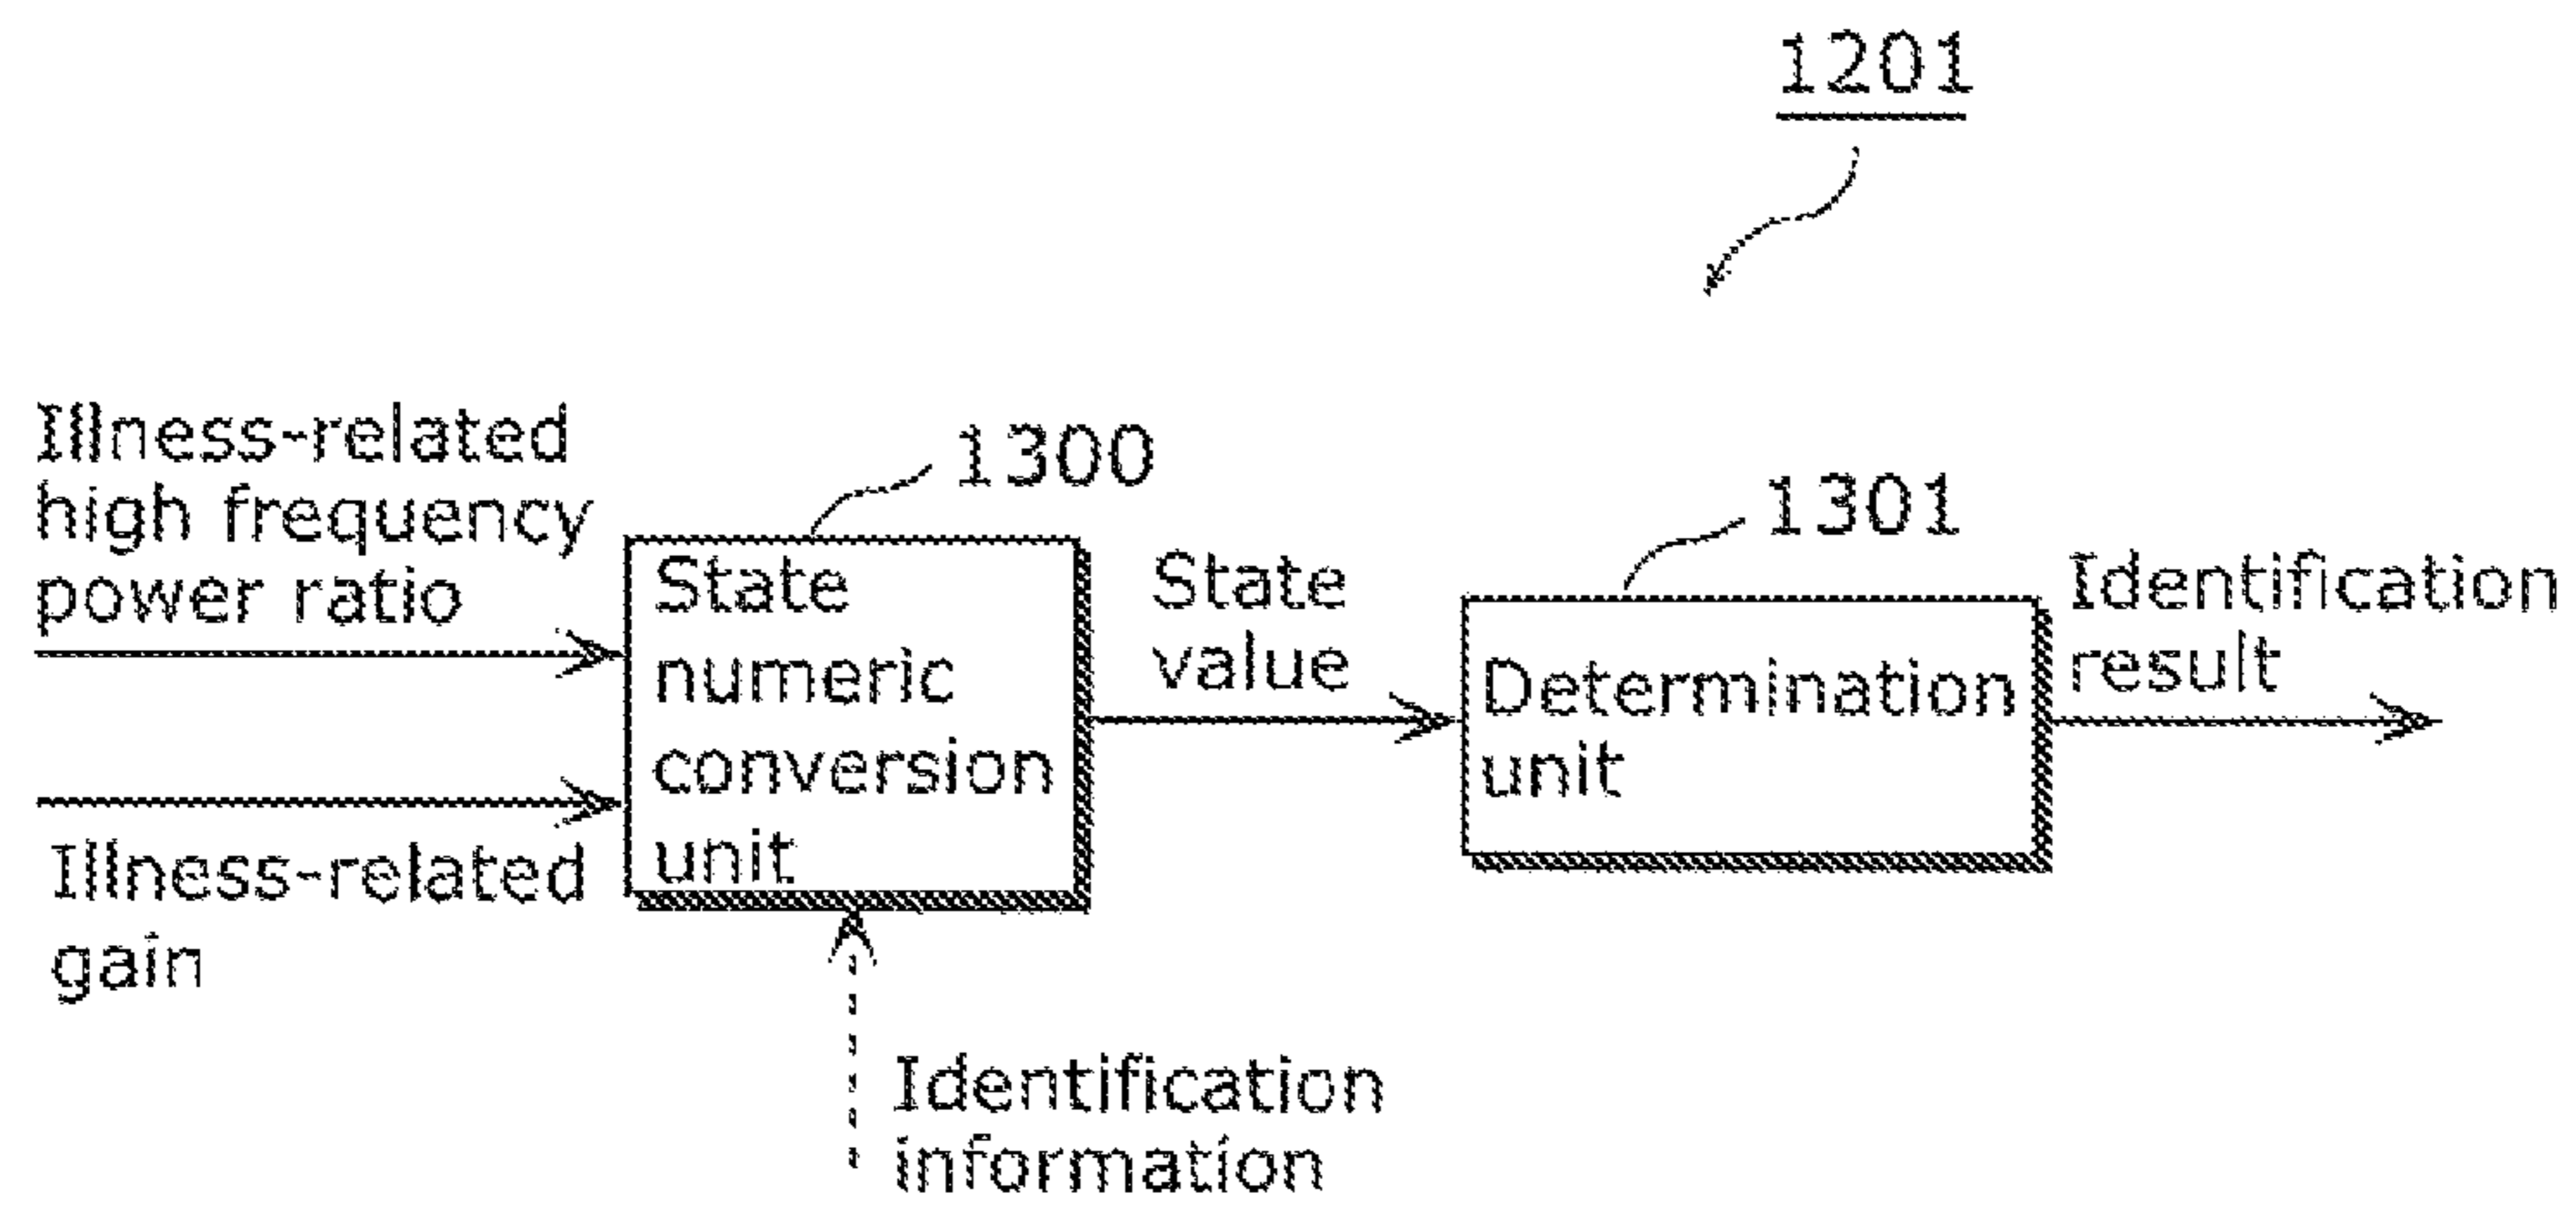 1201
Illness-related
high frequency
power ratio
1300
State
numeric
conversion
unit
State
value
1301
Determination
unit
Identification
result
Illness-related
gain
Identification
information